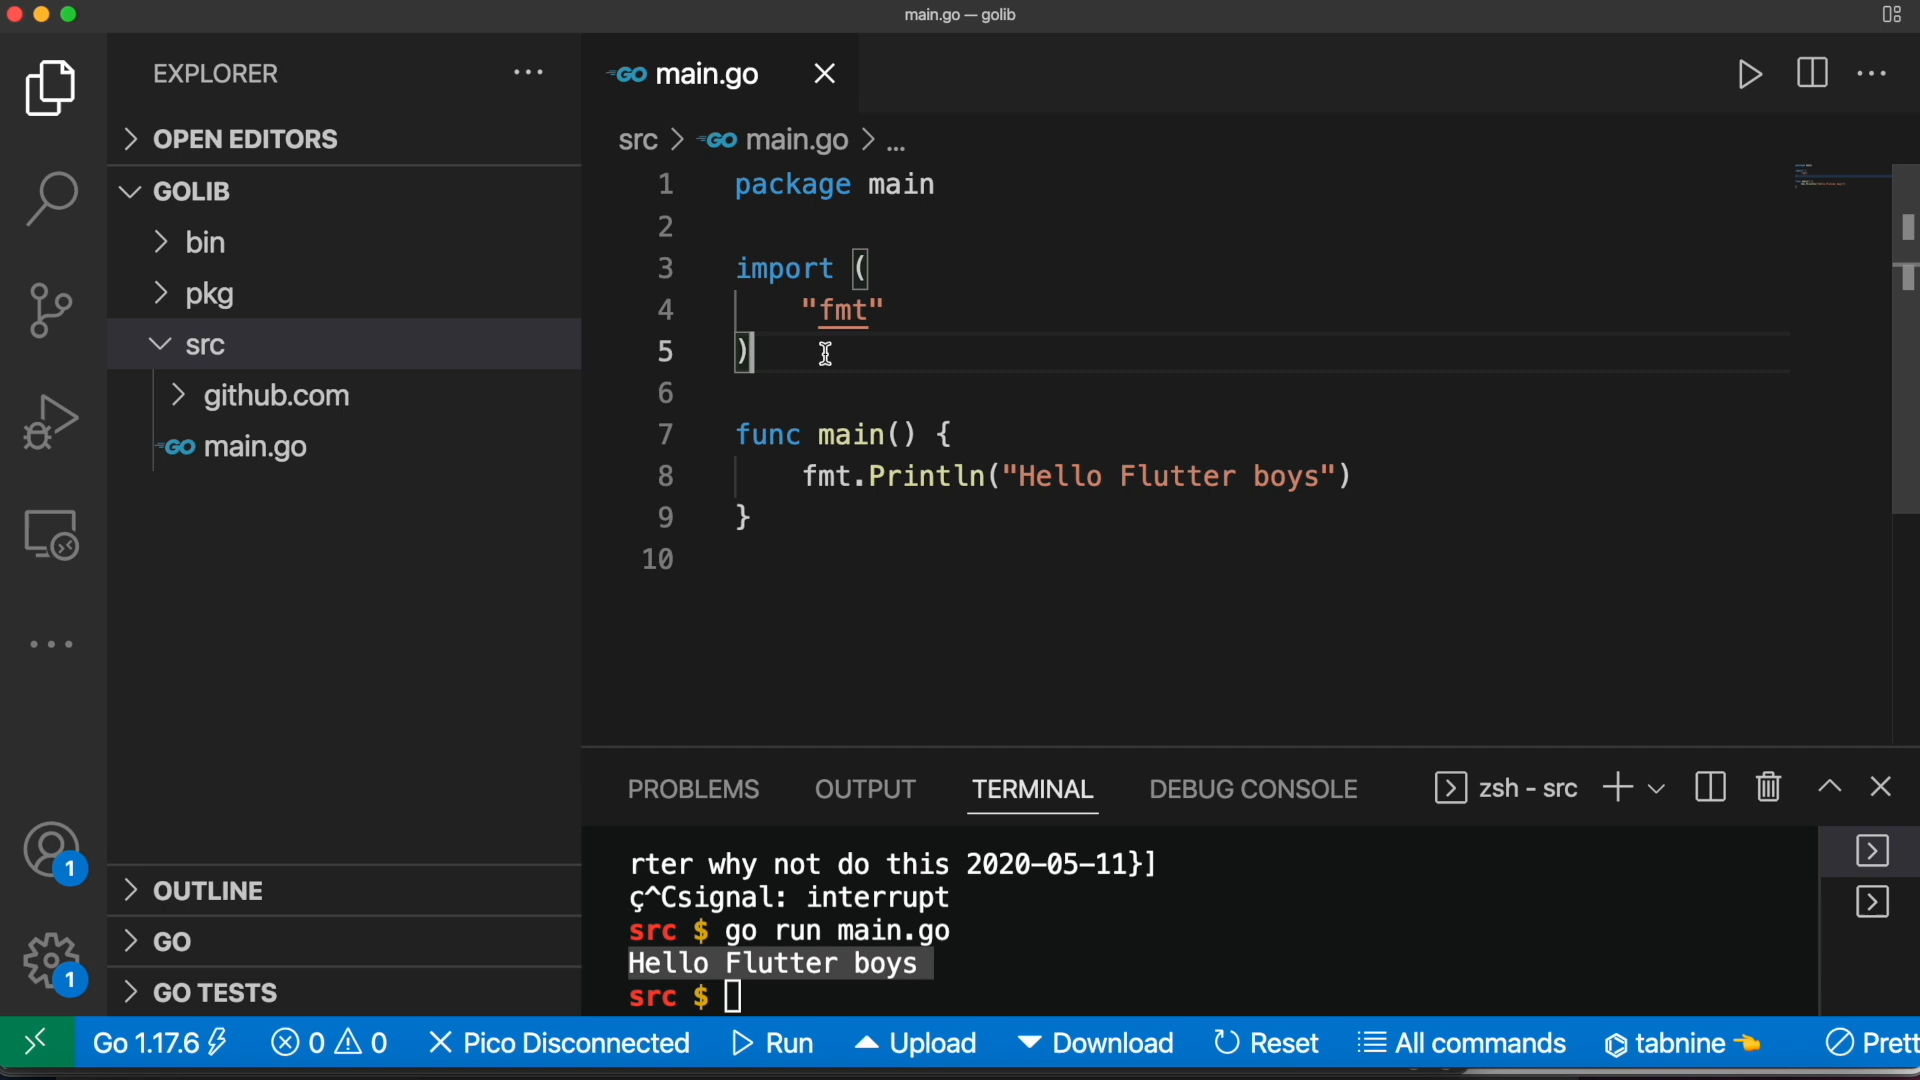 main.go — golib
EXPLORER
OPEN EDITORS
GOLIB
bin
pkg
src
github.com
GO main.go
OUTLINE
GO
GO TESTS
1
1
GO main.go
src > GO main.go > ...
1 package main
2
3 import (
4 "fmt"
5 )
6
7 func main() {
8 fmt.Println("Hello Flutter boys")
9 }
10
PROBLEMS OUTPUT TERMINAL DEBUG CONSOLE zsh - src
rter why not do this 2020-05-11}]
ç^Csignal: interrupt
src $ go run main.go
Hello Flutter boys
src $
Go 1.17.6 0 0 Pico Disconnected Run Upload Download Reset All commands tabnine Prett